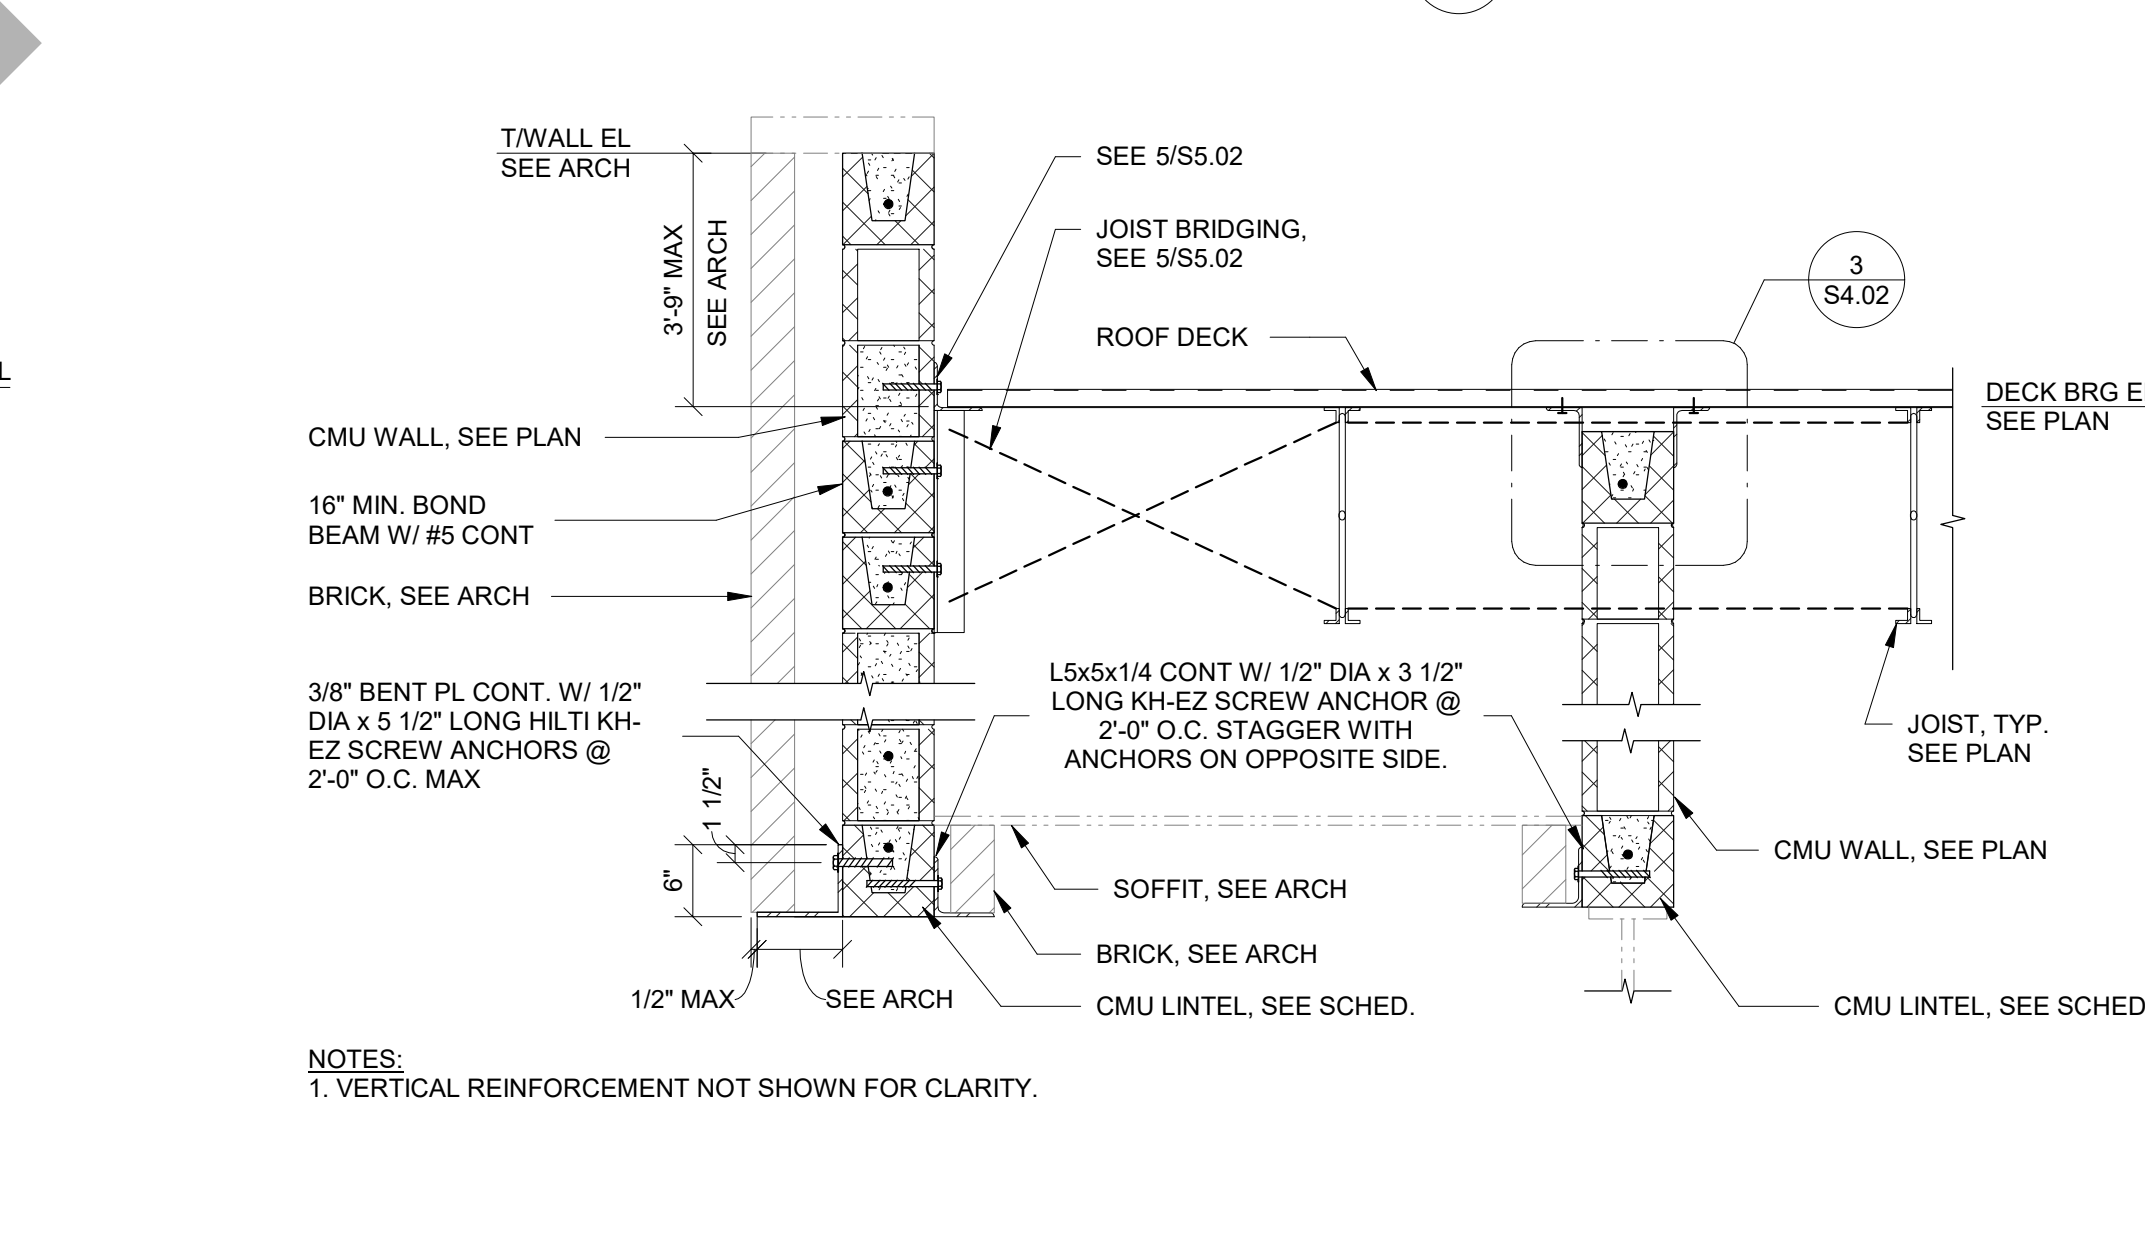 T/WALL EL
SEE ARCH
3'-9" MAX
SEE ARCH
SEE 5/S5.02
JOIST BRIDGING,
SEE 5/S5.02
3
S4.02
ROOF DECK
L
DECK BRG
SEE PLAN
CMU WALL, SEE PLAN
16" MIN. BOND
BEAM W/ #5 CONT
BRICK, SEE ARCH
3/8" BENT PL CONT. W/ 1/2"
DIA x 5 1/2" LONG HILTI KH-
EZ SCREW ANCHORS @
2'-0" O.C. MAX
L5x5x1/4 CONT W/ 1/2" DIA x 3 1/2"
LONG KH-EZ SCREW ANCHOR @
2'-0" O.C. STAGGER WITH
ANCHORS ON OPPOSITE SIDE.
JOIST, TYP.
SEE PLAN
1 1/2"
6"
CMU WALL, SEE PLAN
SOFFIT, SEE ARCH
BRICK, SEE ARCH
1/2" MAX
SEE ARCH
CMU LINTEL, SEE SCHED.
CMU LINTEL, SEE SCHED
NOTES:
1. VERTICAL REINFORCEMENT NOT SHOWN FOR CLARITY.